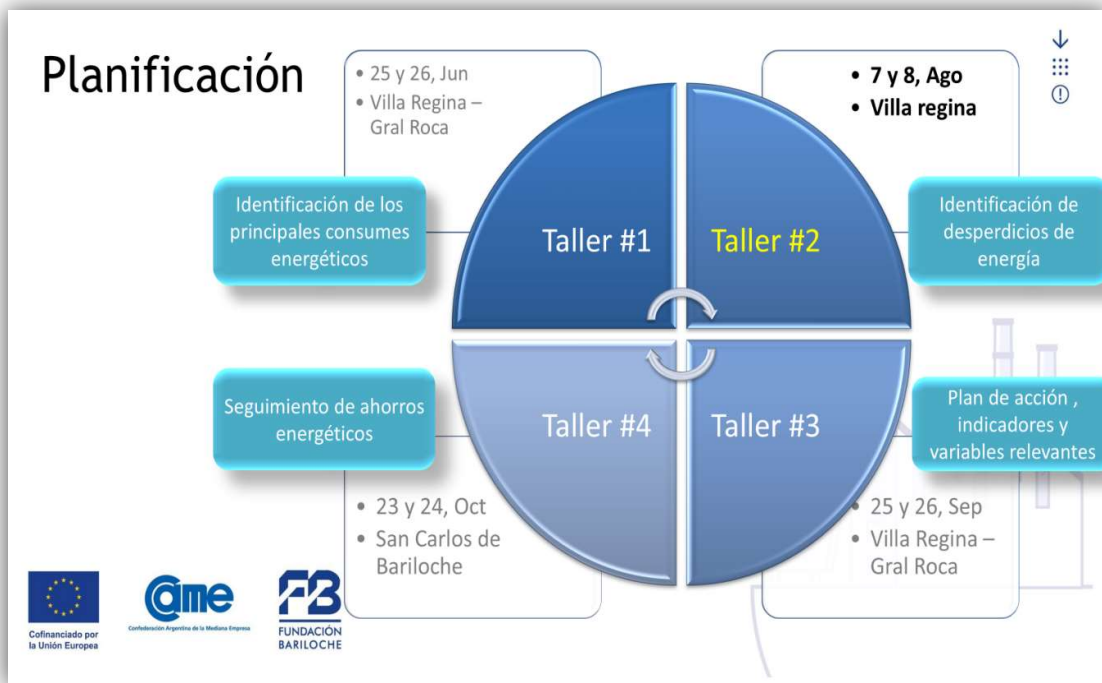 Planificación
• 25 y 26, Jun
• Villa Regina –
Gral Roca
• 7 y 8, Ago
• Villa regina
Identificación de los
principales consumes
energéticos
Taller #1
Taller #2
Identificación de
desperdicios de
energía
Seguimiento de ahorros
energéticos
Taller #4
Taller #3
Plan de acción ,
indicadores y
variables relevantes
• 23 y 24, Oct
• San Carlos de
Bariloche
• 25 y 26, Sep
• Villa Regina –
Gral Roca
Cofinanciado por
la Unión Europea
Came
Confederación Argentina de la Mediana Empresa
FB
FUNDACIÓN
BARILOCHE